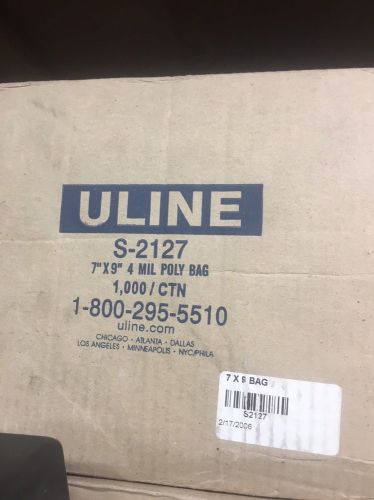 ULINE
S-2127
7"X9" 4 MIL POLY BAG
1,000 / CTN
1-800-295-5510
uline.com
CHICAGO • ATLANTA • DALLAS
LOS ANGELES • MINNEAPOLIS • NYC/PHILA
7 X 9 BAG
S2127
2/17/2006